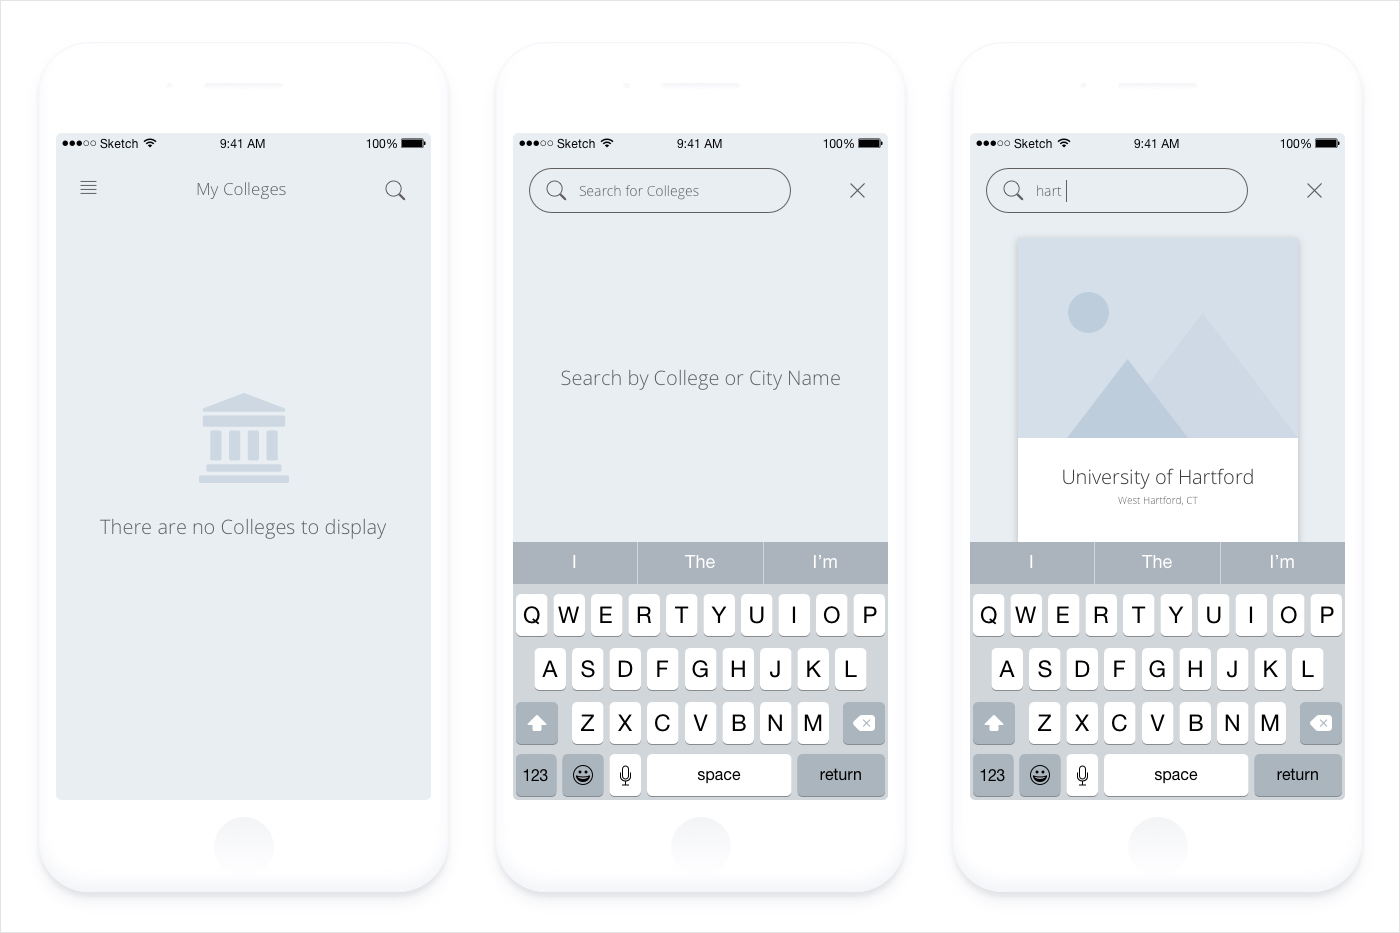 Sketch 9:41 AM 100%
My Colleges
There are no Colleges to display
Sketch 9:41 AM 100%
Search for Colleges
Search by College or City Name
I The I'm
Q W E R T Y U I O P
A S D F G H J K L
Z X C V B N M
123 space return
Sketch 9:41 AM 100%
hart
University of Hartford
West Hartford, CT
I The I'm
Q W E R T Y U I O P
A S D F G H J K L
Z X C V B N M
123 space return